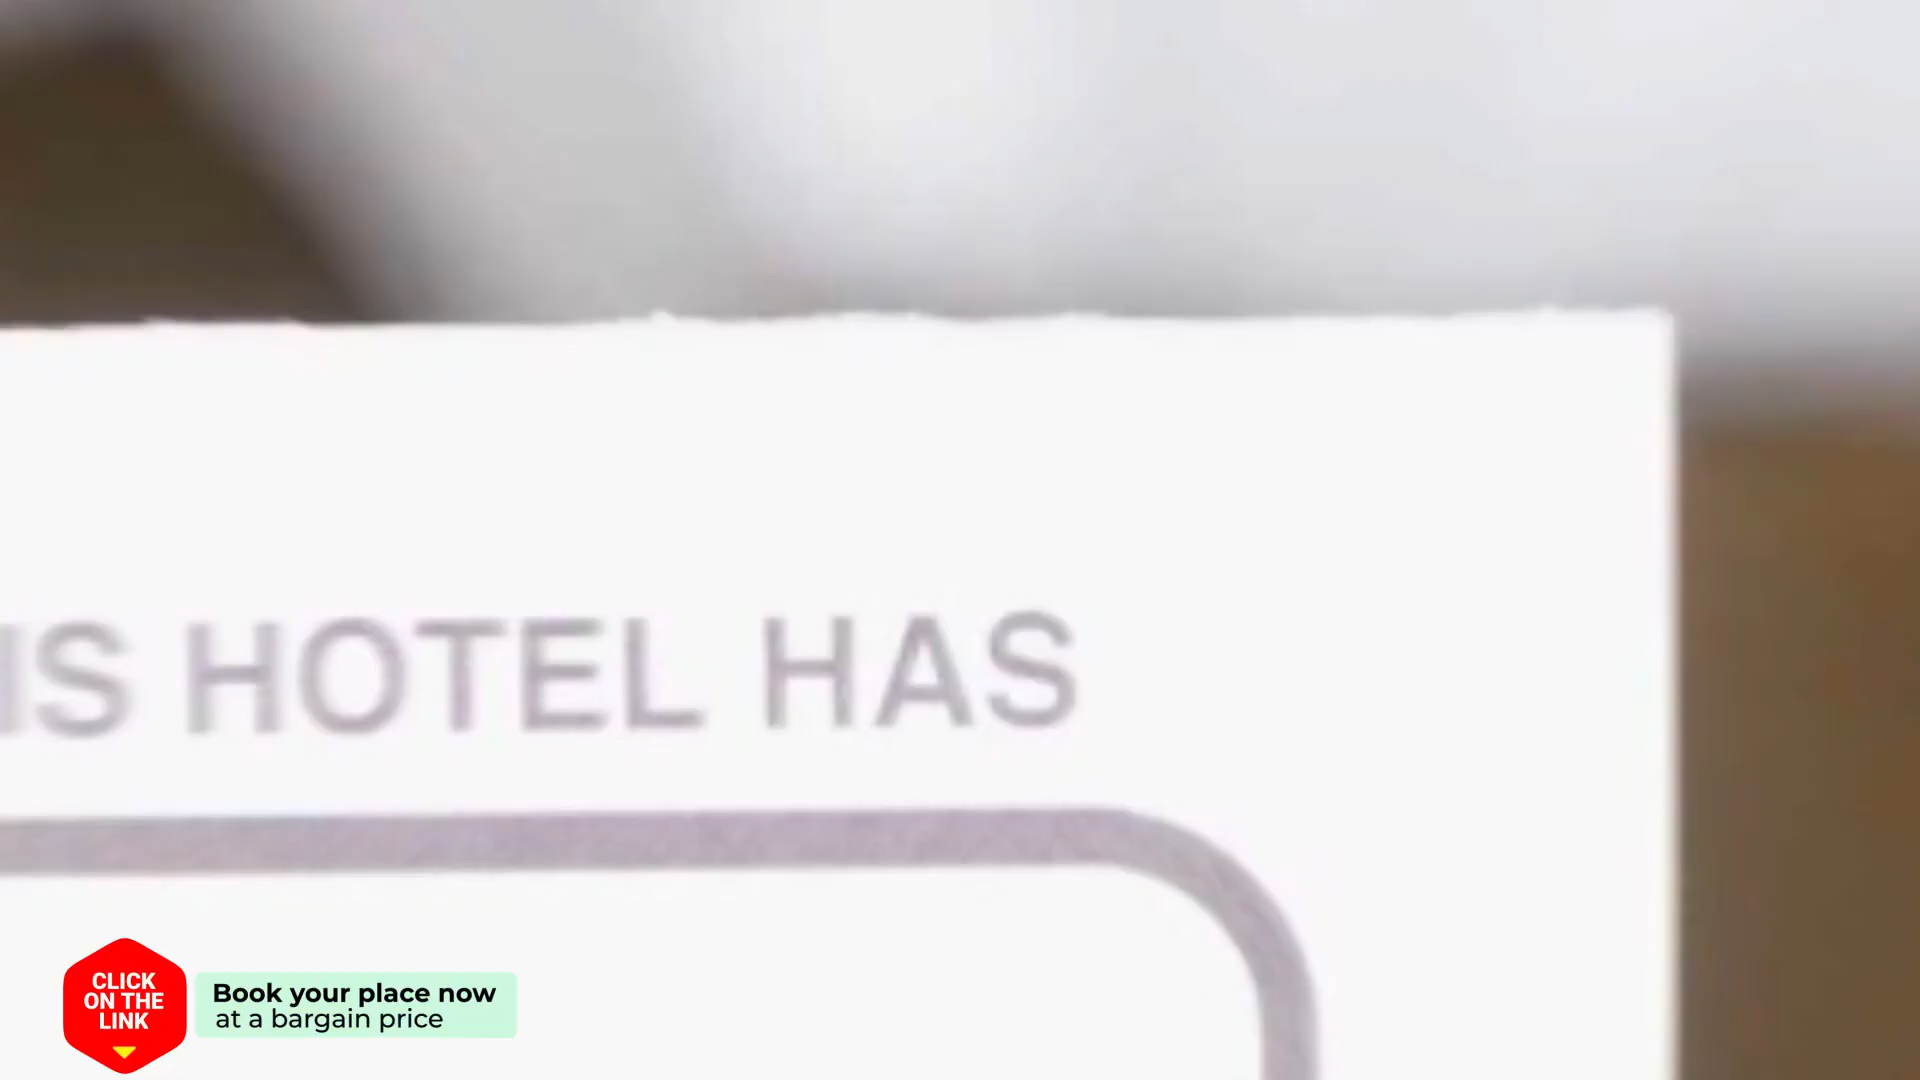 IS HOTEL HAS
CLICK
ON THE
LINK
Book your place now
at a bargain price